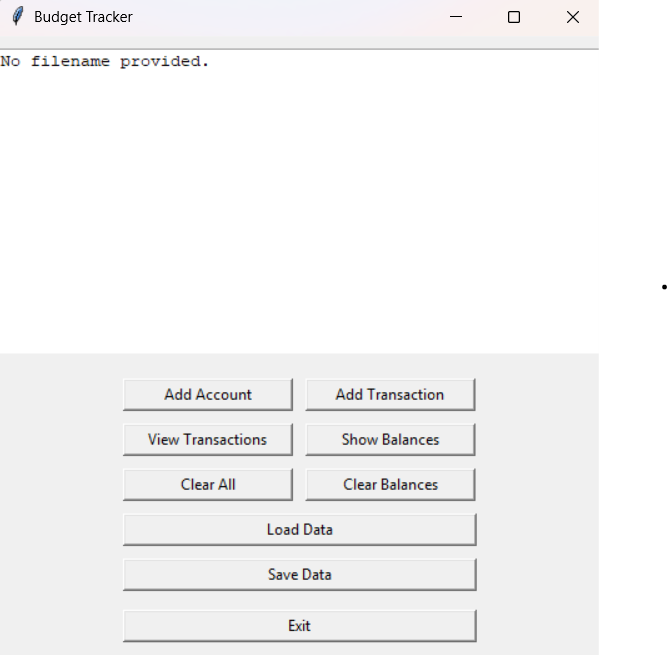 Budget Tracker
No filename provided.
Add Account Add Transaction
View Transactions Show Balances
Clear All Clear Balances
Load Data
Save Data
Exit